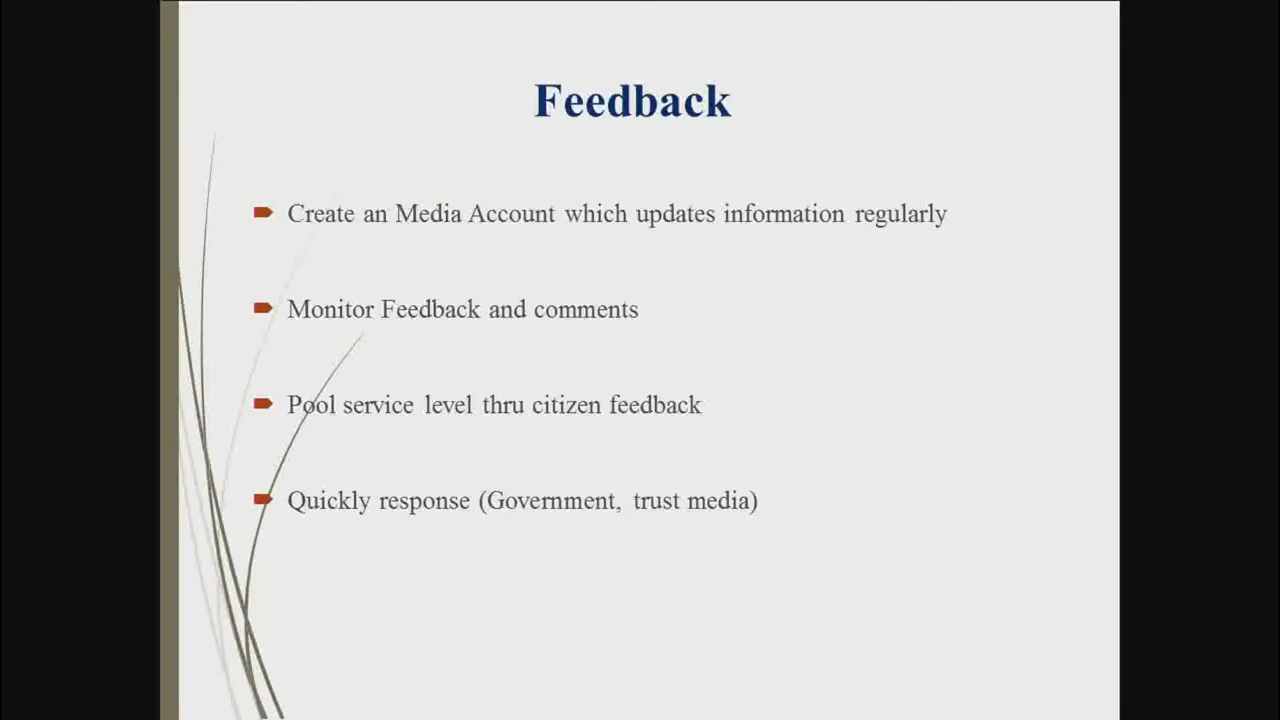 Feedback
Create an Media Account which updates information regularly
Monitor Feedback and comments
Pool service level thru citizen feedback
Quickly response (Government, trust media)